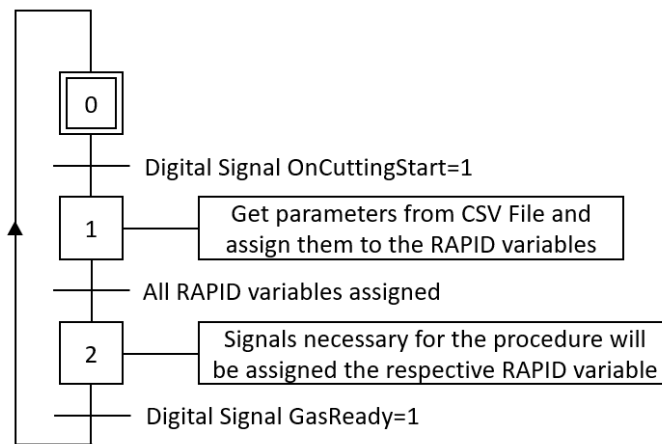 0
Digital Signal OnCuttingStart=1
1
Get parameters from CSV File and
assign them to the RAPID variables
All RAPID variables assigned
2
Signals necessary for the procedure will
be assigned the respective RAPID variable
Digital Signal GasReady=1